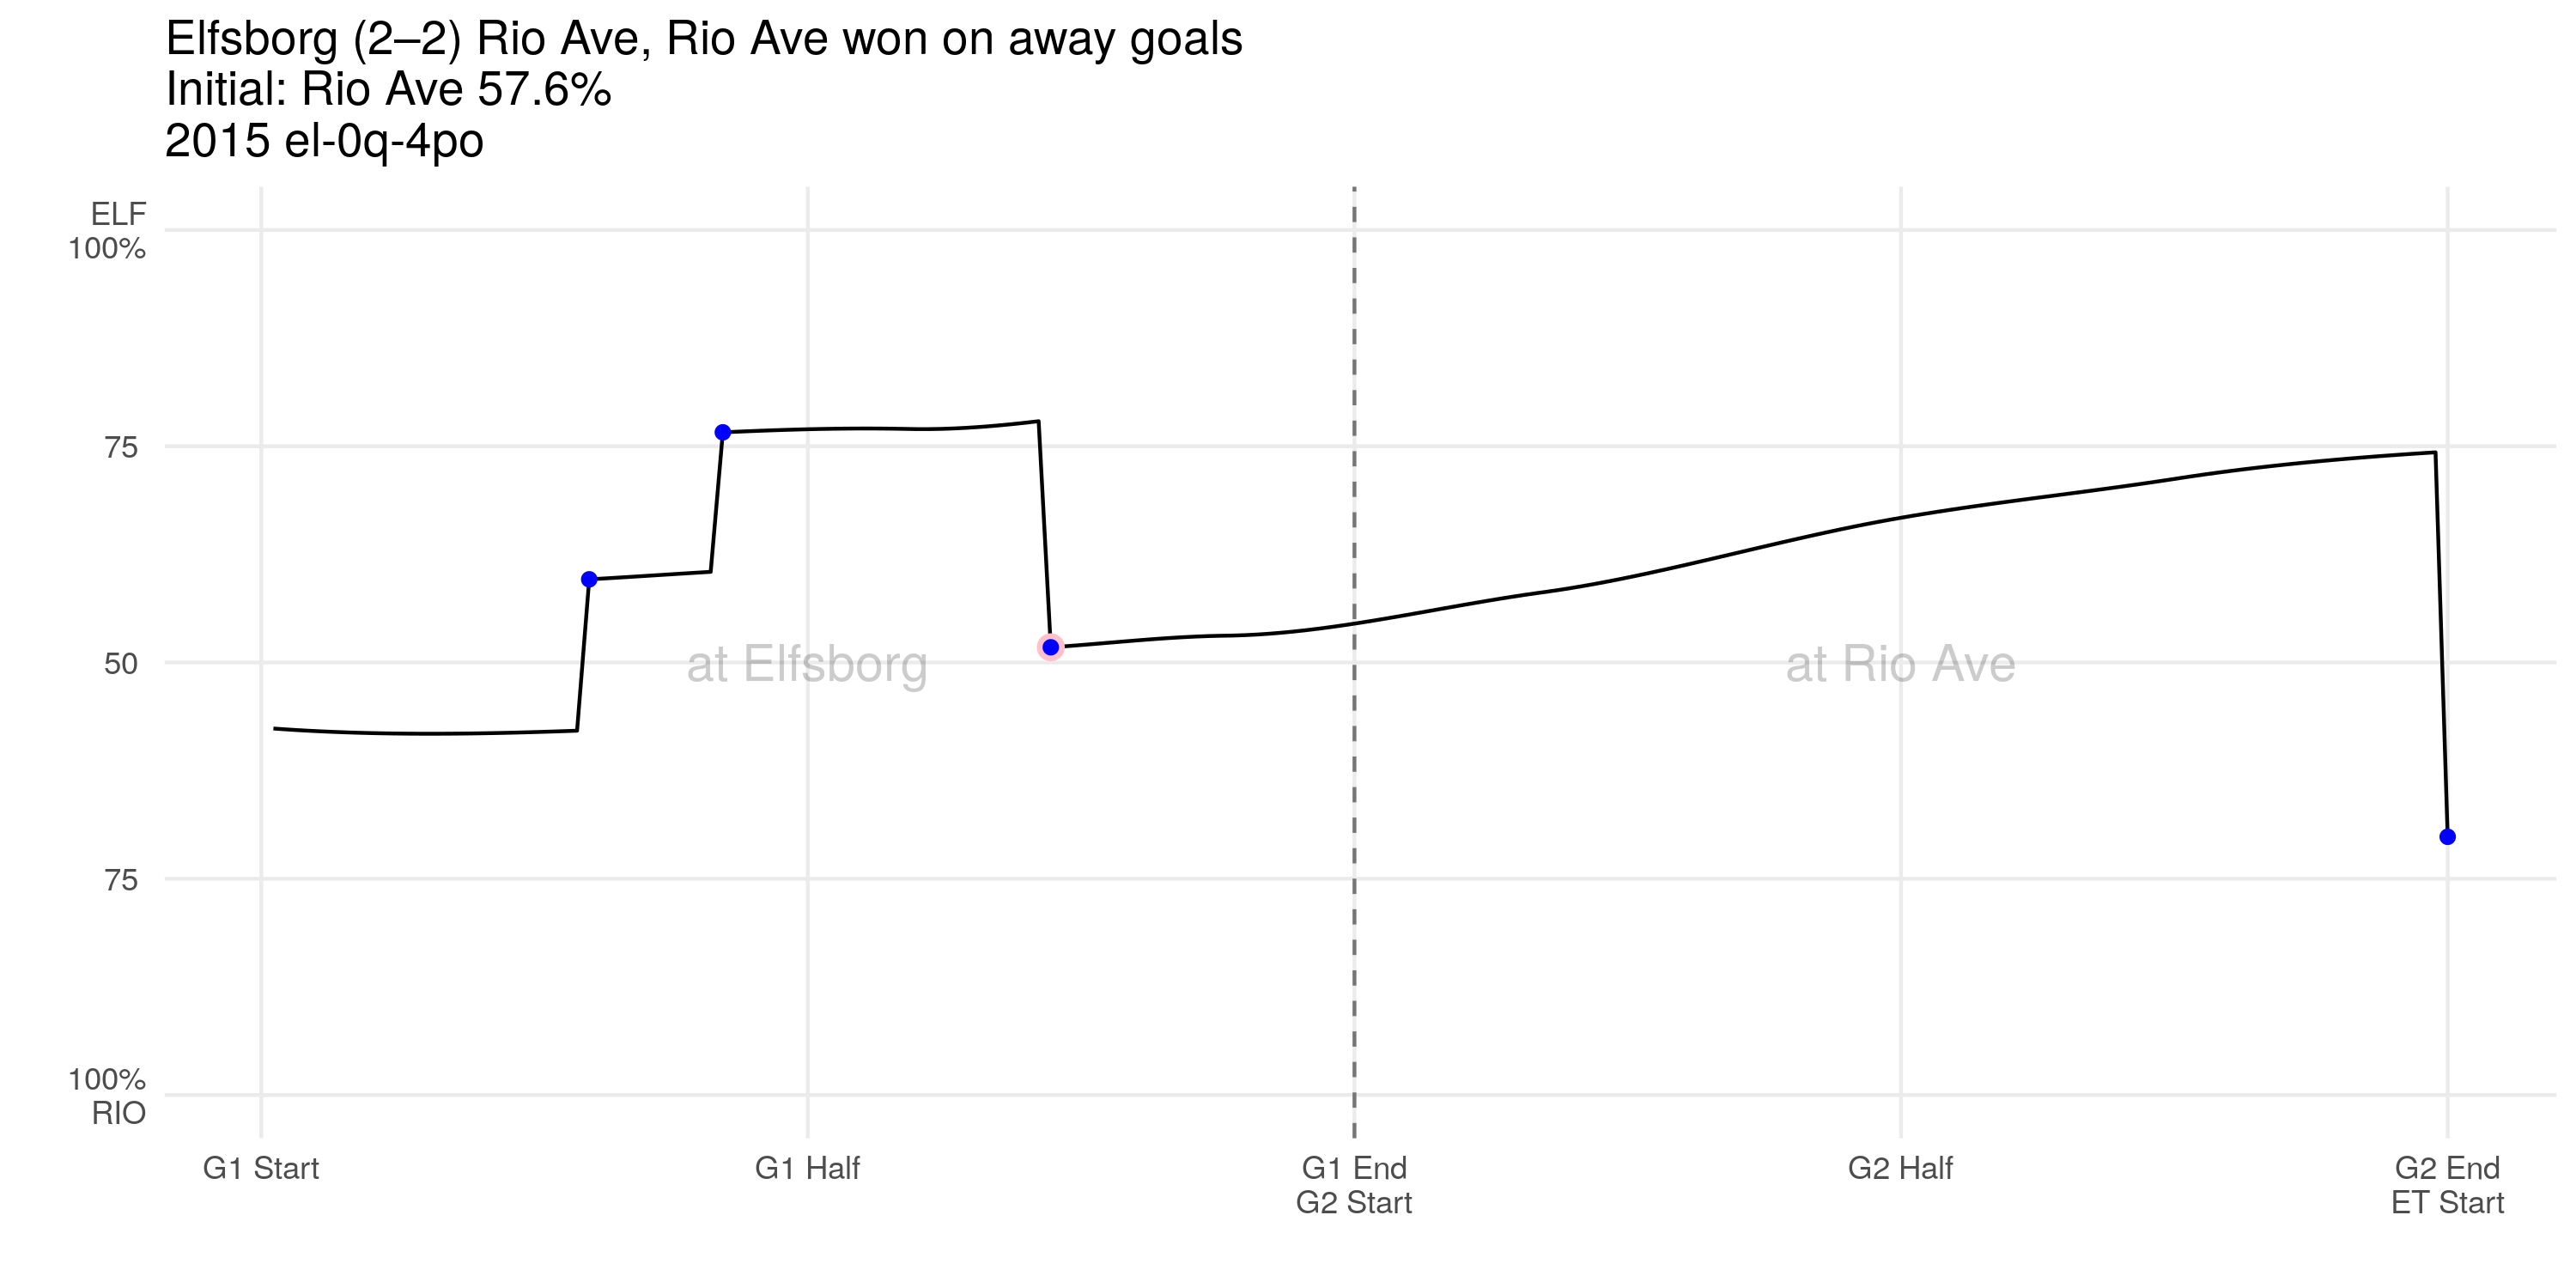 Elfsborg (2–2) Rio Ave, Rio Ave won on away goals
Initial: Rio Ave 57.6%
2015 el-0q-4po
ELF
100%
75
50
75
100%
RIO
at Elfsborg
at Rio Ave
G1 Start
G1 Half
G1 End
G2 Start
G2 Half
G2 End
ET Start